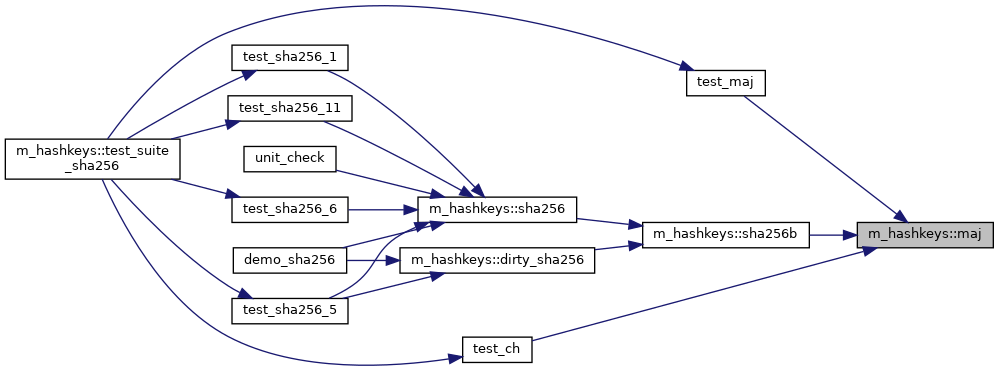 test_sha256_1
test_maj
test_sha256_11
m_hashkeys::test_suite
_sha256
unit_check
test_sha256_6
m_hashkeys::sha256
m_hashkeys::sha256b
m_hashkeys::maj
demo_sha256
m_hashkeys::dirty_sha256
test_sha256_5
test_ch